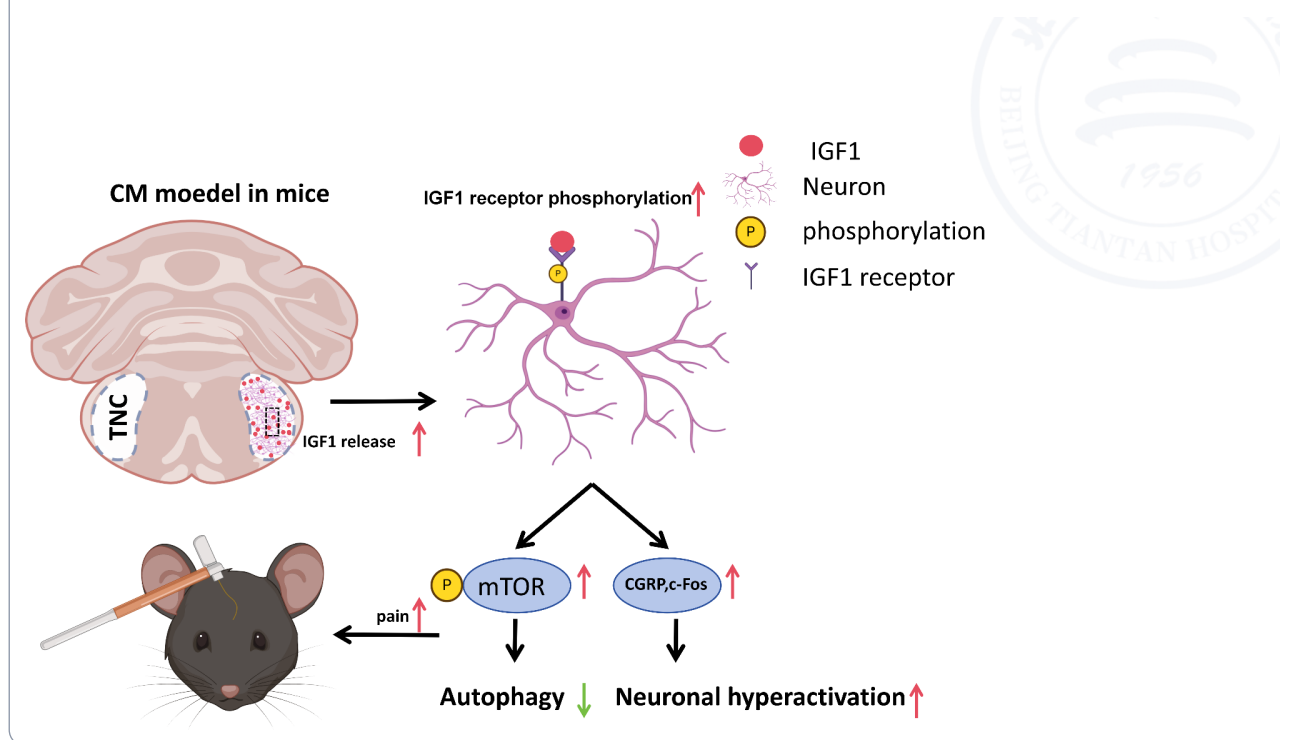 CM moedel in mice
IGF1 receptor phosphorylation
IGF1
Neuron
P
phosphorylation
IGF1 receptor
P
TNC
IGF1 release
P
mTOR
CGRP,c-Fos
pain
Autophagy
Neuronal hyperactivation
BEIJING TIANTAN HOSPIT
1956